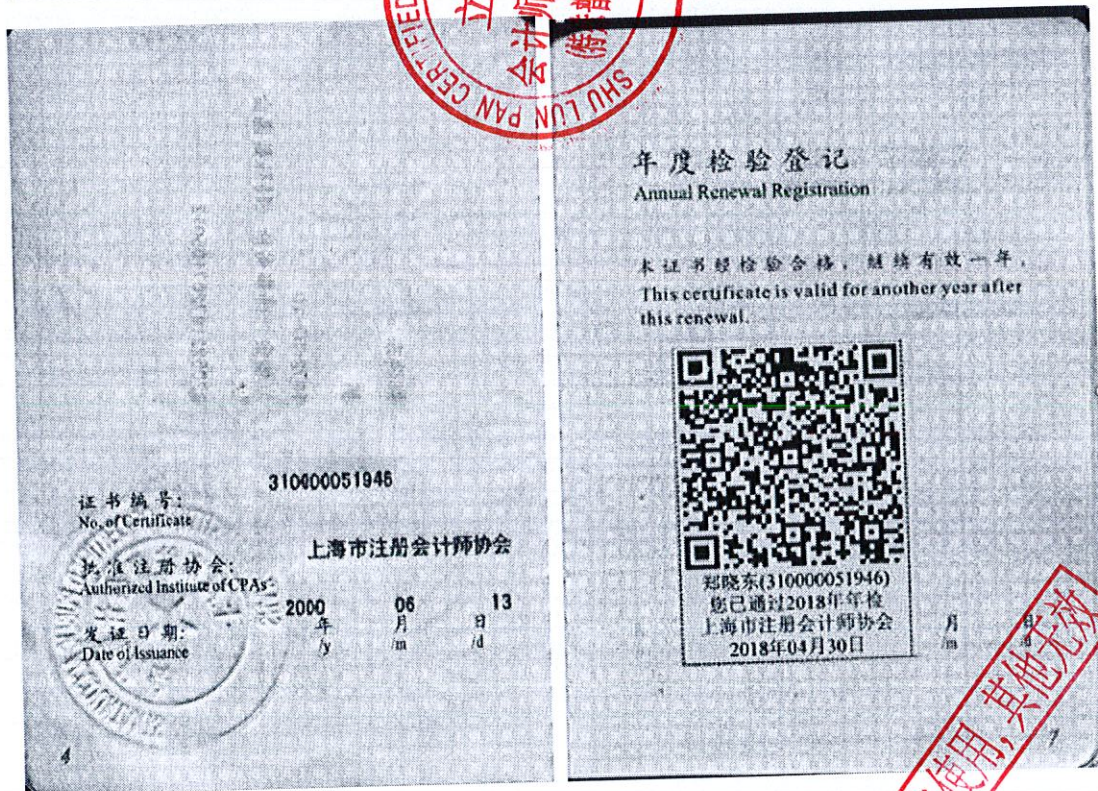 SHU LUN PAN CERTIFIED
立
会计师
证书编号:
No. of Certificate
310000051946
批准注册协会:
Authorized Institute of CPAs
上海市注册会计师协会
发证日期:
Date of Issuance
2000 年 /y 06 月 /m 13 日 /d
4
年度检验登记
Annual Renewal Registration
本证书经检验合格，继续有效一年。
This certificate is valid for another year after
this renewal.
郑晓东(310000051946)
您已通过2018年年检
上海市注册会计师协会
2018年04月30日
月 日
/m /d
使用,其他无效
7